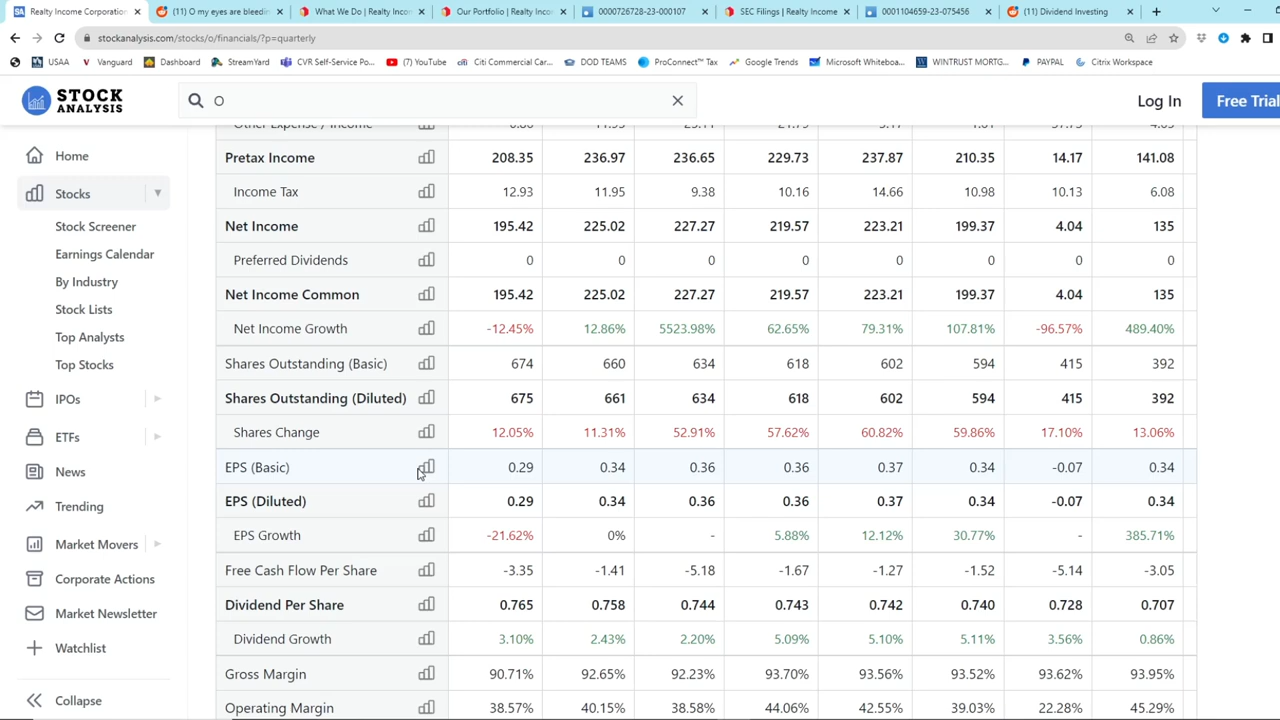 Realty Income Corporation
(11) O my eyes are bleedin
What We Do | Realty Incom
Our Portfolio | Realty Incom
0000726728-23-000107
SEC Filings | Realty Income
0001104659-23-075456
(11) Dividend Investing
stockanalysis.com/stocks/o/financials/?p=quarterly
USAA
Vanguard
Dashboard
StreamYard
CVR Self-Service Po...
(7) YouTube
Citi Commercial Car...
DOD TEAMS
ProConnect™ Tax
Google Trends
Microsoft Whiteboa...
WINTRUST MORTG...
PAYPAL
Citrix Workspace
STOCK
ANALYSIS
O
Log In
Free Trial
Home
Stocks
Stock Screener
Earnings Calendar
By Industry
Stock Lists
Top Analysts
Top Stocks
IPOs
ETFs
News
Trending
Market Movers
Corporate Actions
Market Newsletter
Watchlist
Collapse
Other Expense / Income
Pretax Income 208.35 236.97 236.65 229.73 237.87 210.35 14.17 141.08
Income Tax 12.93 11.95 9.38 10.16 14.66 10.98 10.13 6.08
Net Income 195.42 225.02 227.27 219.57 223.21 199.37 4.04 135
Preferred Dividends 0 0 0 0 0 0 0 0
Net Income Common 195.42 225.02 227.27 219.57 223.21 199.37 4.04 135
Net Income Growth -12.45% 12.86% 5523.98% 62.65% 79.31% 107.81% -96.57% 489.40%
Shares Outstanding (Basic) 674 660 634 618 602 594 415 392
Shares Outstanding (Diluted) 675 661 634 618 602 594 415 392
Shares Change 12.05% 11.31% 52.91% 57.62% 60.82% 59.86% 17.10% 13.06%
EPS (Basic) 0.29 0.34 0.36 0.36 0.37 0.34 -0.07 0.34
EPS (Diluted) 0.29 0.34 0.36 0.36 0.37 0.34 -0.07 0.34
EPS Growth -21.62% 0% - 5.88% 12.12% 30.77% - 385.71%
Free Cash Flow Per Share -3.35 -1.41 -5.18 -1.67 -1.27 -1.52 -5.14 -3.05
Dividend Per Share 0.765 0.758 0.744 0.743 0.742 0.740 0.728 0.707
Dividend Growth 3.10% 2.43% 2.20% 5.09% 5.10% 5.11% 3.56% 0.86%
Gross Margin 90.71% 92.65% 92.23% 93.70% 93.56% 93.52% 93.62% 93.95%
Operating Margin 38.57% 40.15% 38.58% 44.06% 42.55% 39.03% 22.28% 45.29%